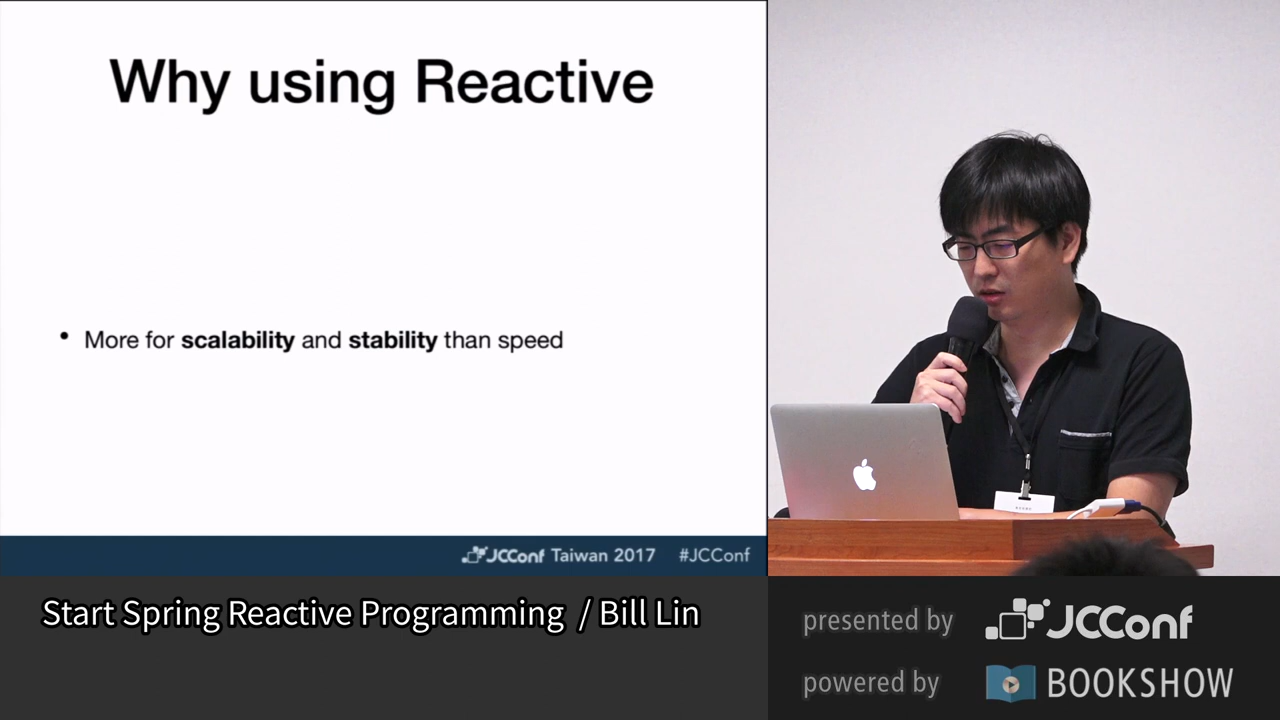 Why using Reactive
• More for scalability and stability than speed
JCConf Taiwan 2017 #JCConf
Start Spring Reactive Programming / Bill Lin
presented by JCConf
powered by BOOKSHOW